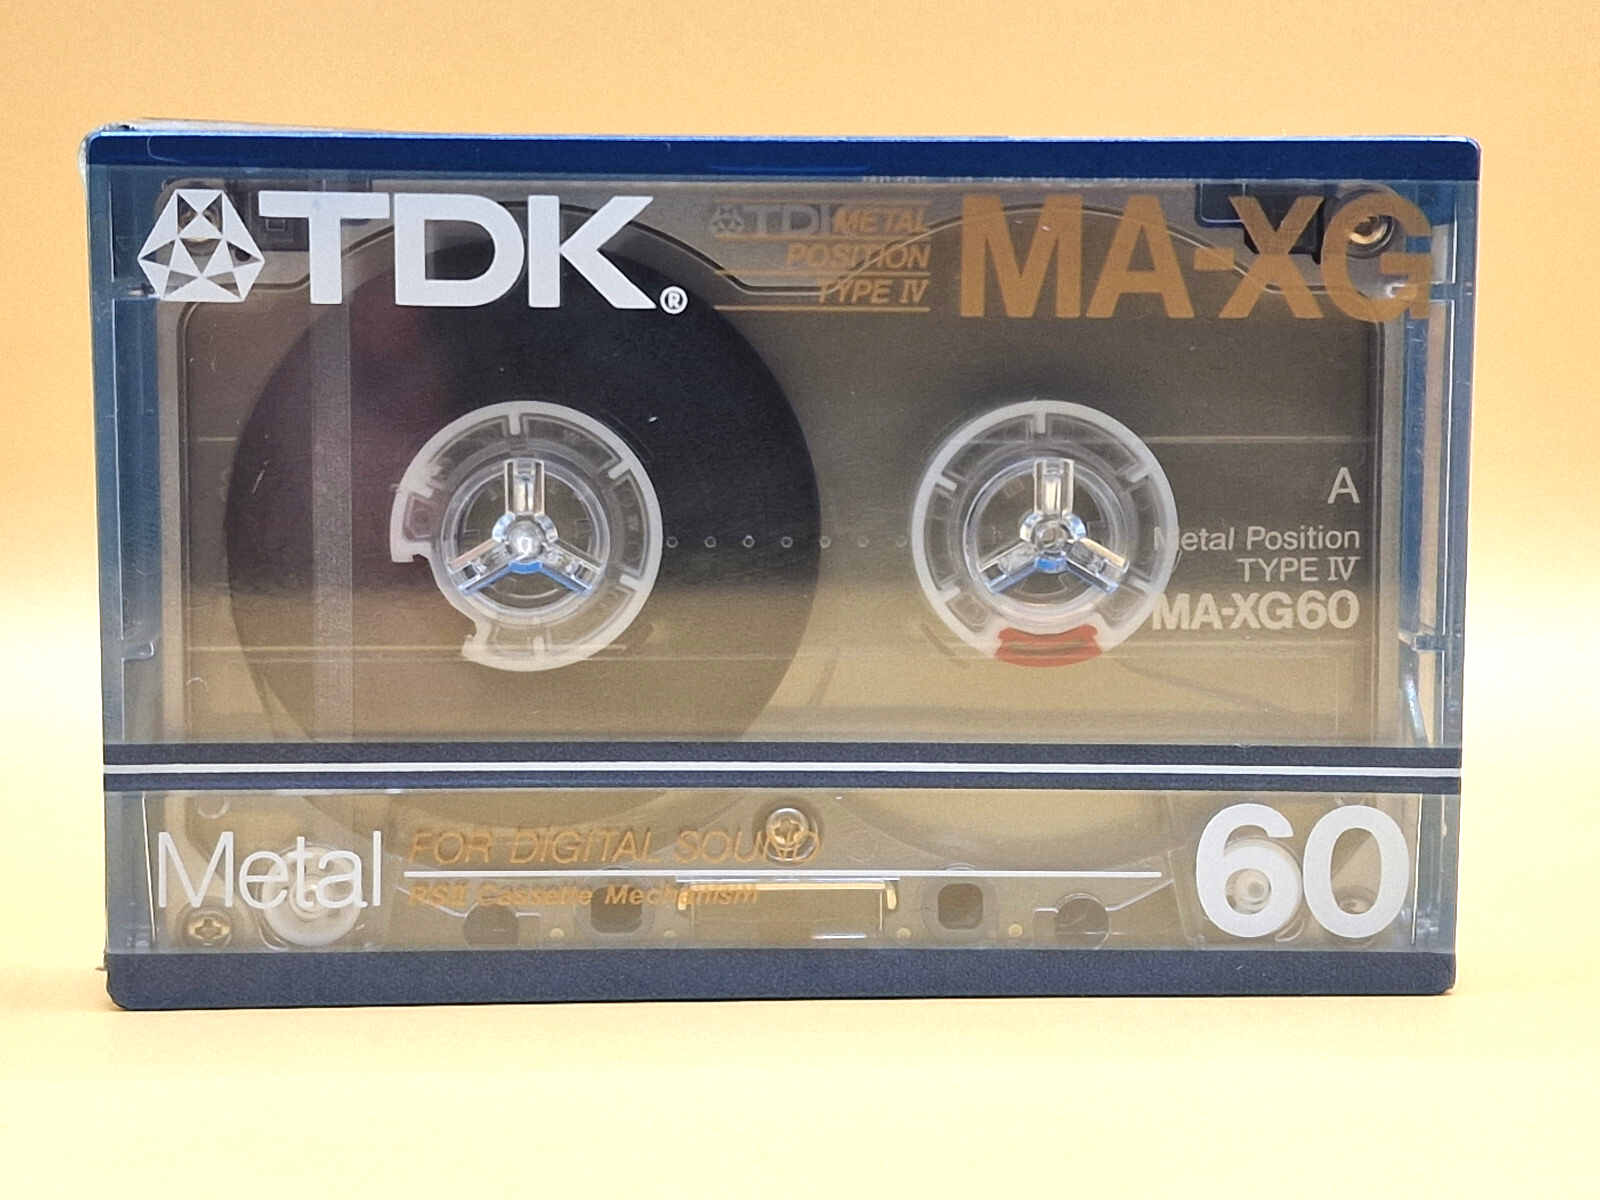 TDK®
TDK
METAL
POSITION
TYPE IV
MA-XG
A
Metal Position
TYPE IV
MA-XG60
Metal
FOR DIGITAL SOUND
RSII Cassette Mechanism
60